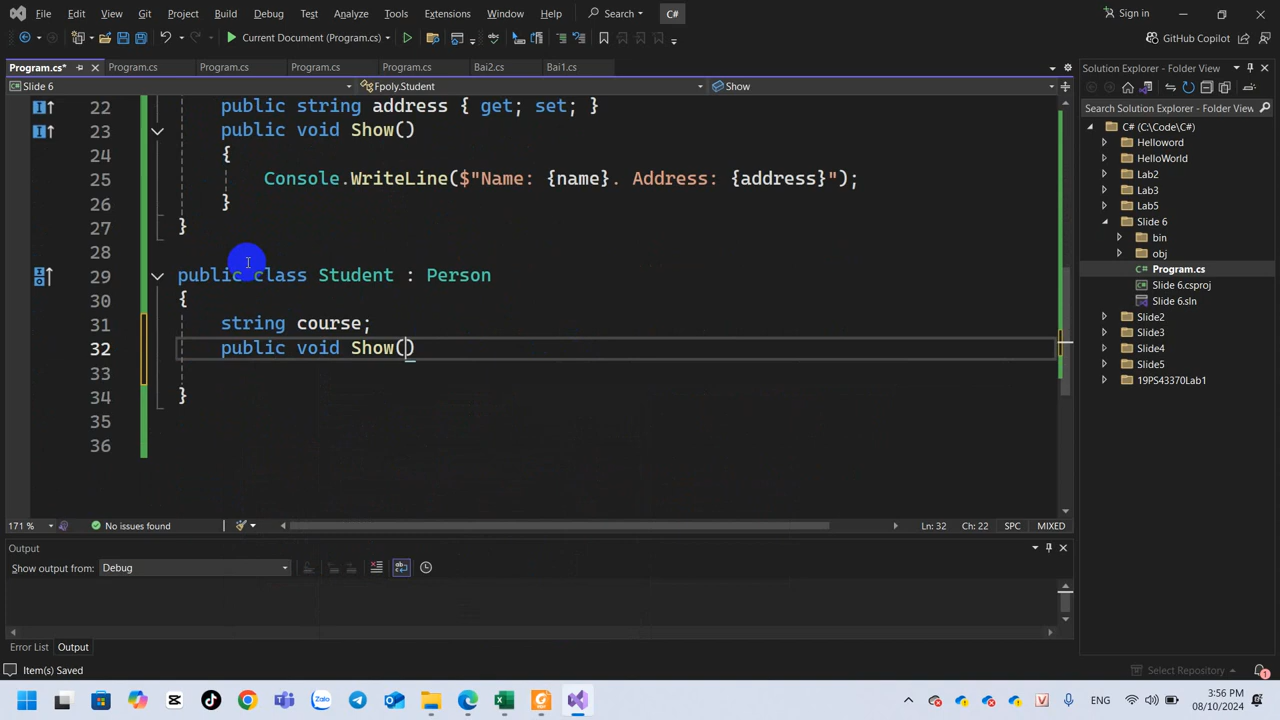 File Edit View Git Project Build Debug Test Analyze Tools Extensions Window Help Search C# Sign in
Current Document (Program.cs) GitHub Copilot
Program.cs* Program.cs Program.cs Program.cs Program.cs Bai2.cs Bai1.cs Solution Explorer - Folder View
Slide 6 Fpoly.Student Show
22 public string address { get; set; }
23 public void Show()
24 {
25 Console.WriteLine($"Name: {name}. Address: {address}");
26 }
27 }
28
29 public class Student : Person
30 {
31 string course;
32 public void Show()
33
34 }
35
36
171 % No issues found Ln: 32 Ch: 22 SPC MIXED
Output
Show output from: Debug
Error List Output
Item(s) Saved Select Repository
Search Solution Explorer - Folder View
C# (C:\Code\C#)
Helloword
HelloWorld
Lab2
Lab3
Lab5
Slide 6
bin
obj
C# Program.cs
Slide 6.csproj
Slide 6.sln
Slide2
Slide3
Slide4
Slide5
19PS43370Lab1
Zalo
ENG
3:56 PM
08/10/2024